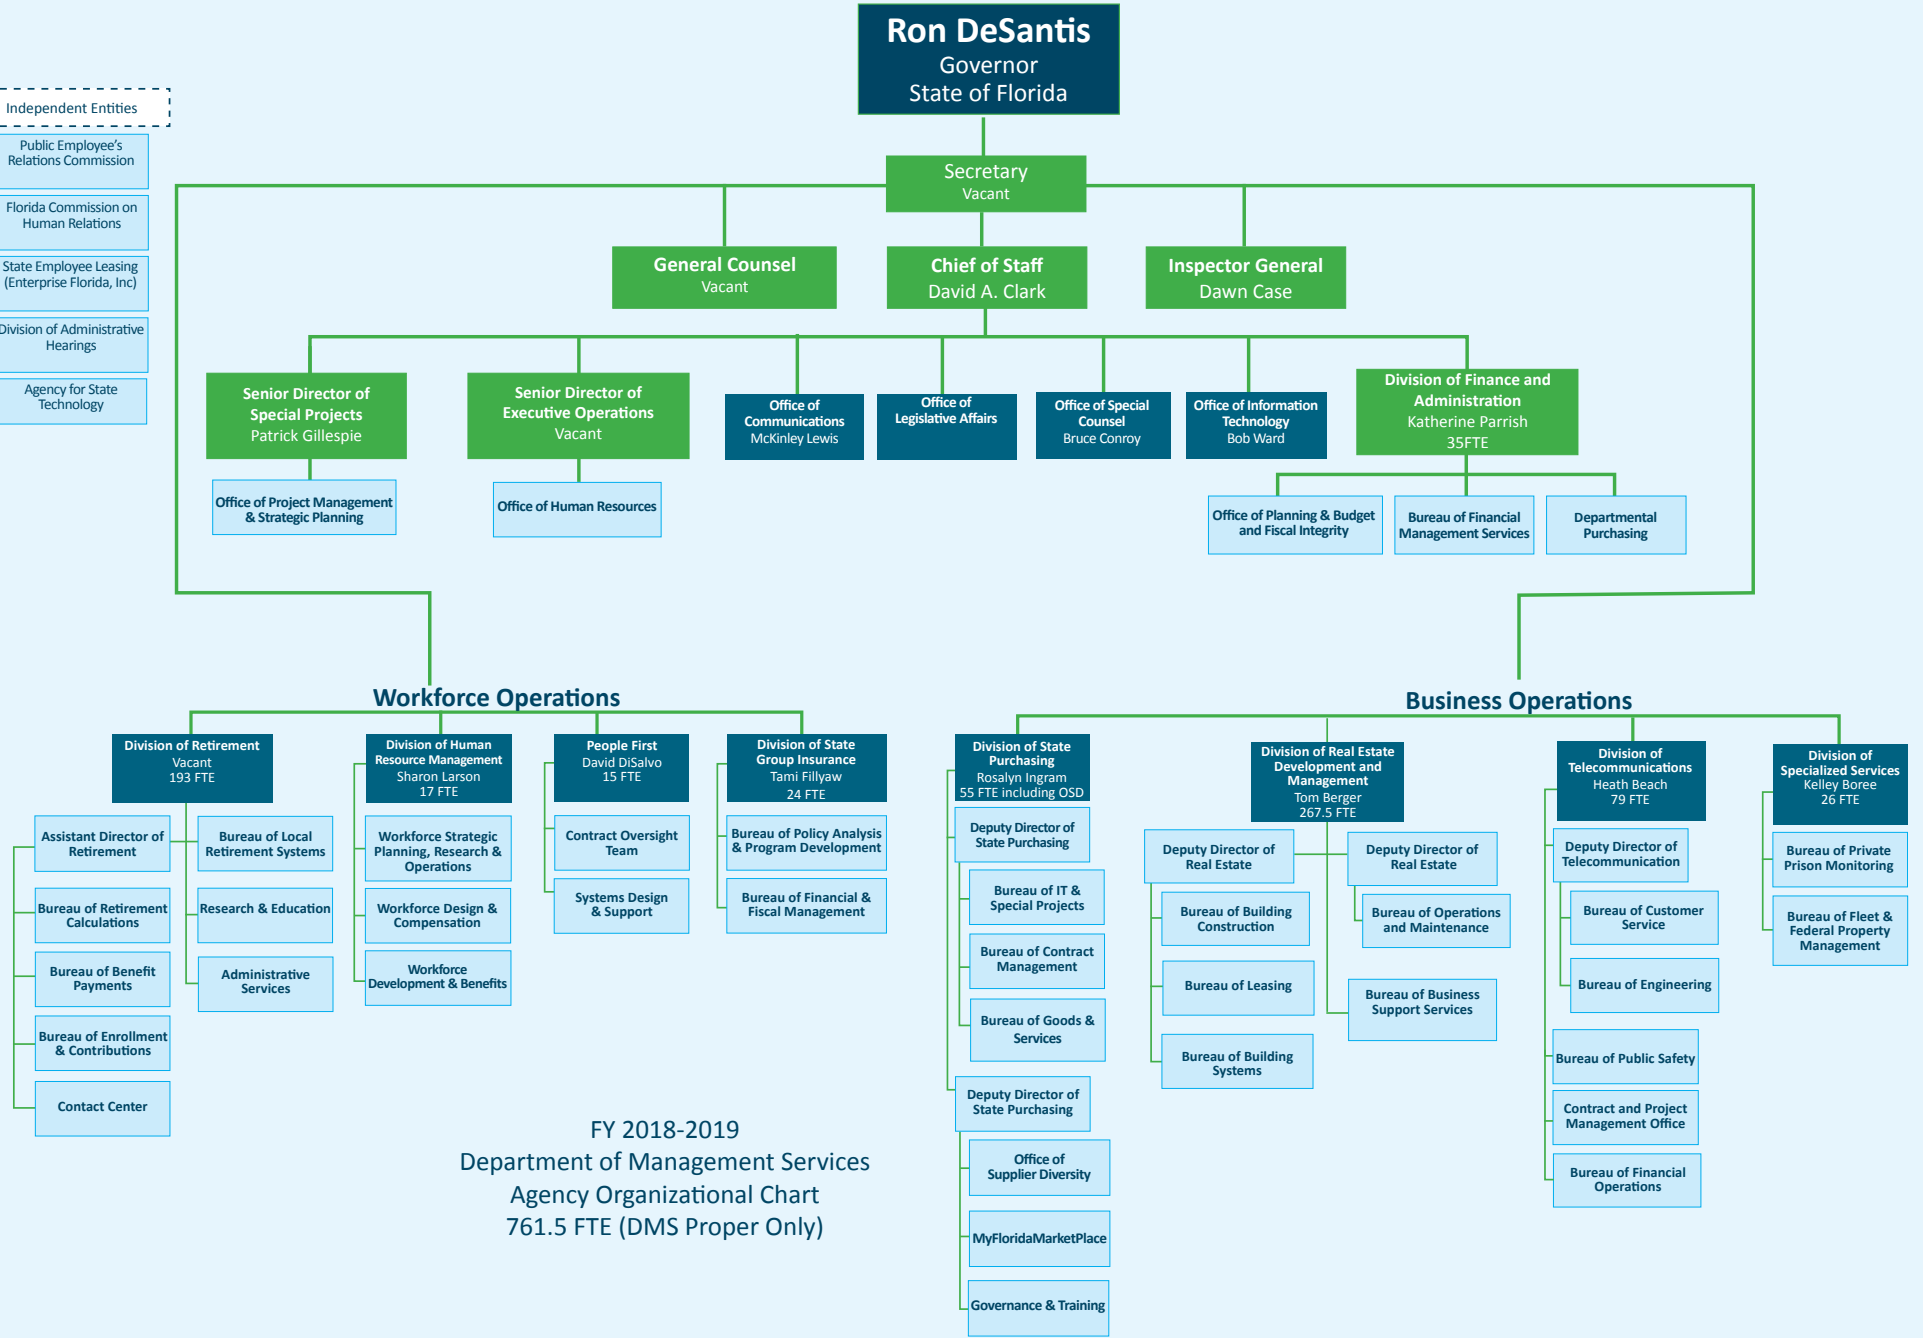 Ron DeSantis
Governor
State of Florida
Independent Entities
Public Employee's
Relations Commission
Florida Commission on
Human Relations
State Employee Leasing
(Enterprise Florida, Inc)
Division of Administrative
Hearings
Agency for State
Technology
Secretary
Vacant
General Counsel
Vacant
Chief of Staff
David A. Clark
Inspector General
Dawn Case
Senior Director of
Special Projects
Patrick Gillespie
Senior Director of
Executive Operations
Vacant
Office of
Communications
McKinley Lewis
Office of
Legislative Affairs
Office of Special
Counsel
Bruce Conroy
Office of Information
Technology
Bob Ward
Division of Finance and
Administration
Katherine Parrish
35FTE
Office of Project Management
& Strategic Planning
Office of Human Resources
Office of Planning & Budget
and Fiscal Integrity
Bureau of Financial
Management Services
Departmental
Purchasing
Workforce Operations
Division of Retirement
Vacant
193 FTE
Assistant Director of
Retirement
Bureau of Local
Retirement Systems
Bureau of Retirement
Calculations
Research & Education
Bureau of Benefit
Payments
Administrative
Services
Bureau of Enrollment
& Contributions
Contact Center
Division of Human
Resource Management
Sharon Larson
17 FTE
Workforce Strategic
Planning, Research &
Operations
Workforce Design &
Compensation
Workforce
Development & Benefits
People First
David DiSalvo
15 FTE
Contract Oversight
Team
Systems Design
& Support
Division of State
Group Insurance
Tami Fillyaw
24 FTE
Bureau of Policy Analysis
& Program Development
Bureau of Financial &
Fiscal Management
Business Operations
Division of State
Purchasing
Rosalyn Ingram
55 FTE including OSD
Deputy Director of
State Purchasing
Bureau of IT &
Special Projects
Bureau of Contract
Management
Bureau of Goods &
Services
Deputy Director of
State Purchasing
Office of
Supplier Diversity
MyFloridaMarketPlace
Governance & Training
Division of Real Estate
Development and
Management
Tom Berger
267.5 FTE
Deputy Director of
Real Estate
Deputy Director of
Real Estate
Bureau of Building
Construction
Bureau of Operations
and Maintenance
Bureau of Leasing
Bureau of Business
Support Services
Bureau of Building
Systems
Division of
Telecommunications
Heath Beach
79 FTE
Deputy Director of
Telecommunication
Bureau of Customer
Service
Bureau of Engineering
Bureau of Public Safety
Contract and Project
Management Office
Bureau of Financial
Operations
Division of
Specialized Services
Kelley Boree
26 FTE
Bureau of Private
Prison Monitoring
Bureau of Fleet &
Federal Property
Management
FY 2018-2019
Department of Management Services
Agency Organizational Chart
761.5 FTE (DMS Proper Only)